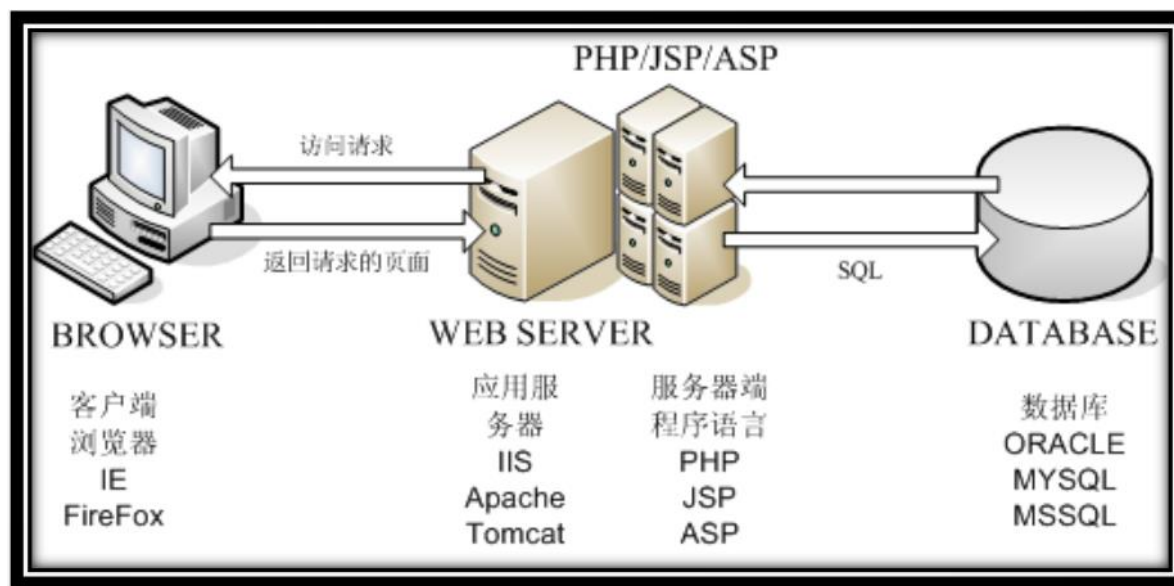 PHP/JSP/ASP
访问请求
返回请求的页面
SQL
BROWSER
WEB SERVER
DATABASE
客户端
浏览器
IE
FireFox
应用服
务器
IIS
Apache
Tomcat
服务器端
程序语言
PHP
JSP
ASP
数据库
ORACLE
MYSQL
MSSQL